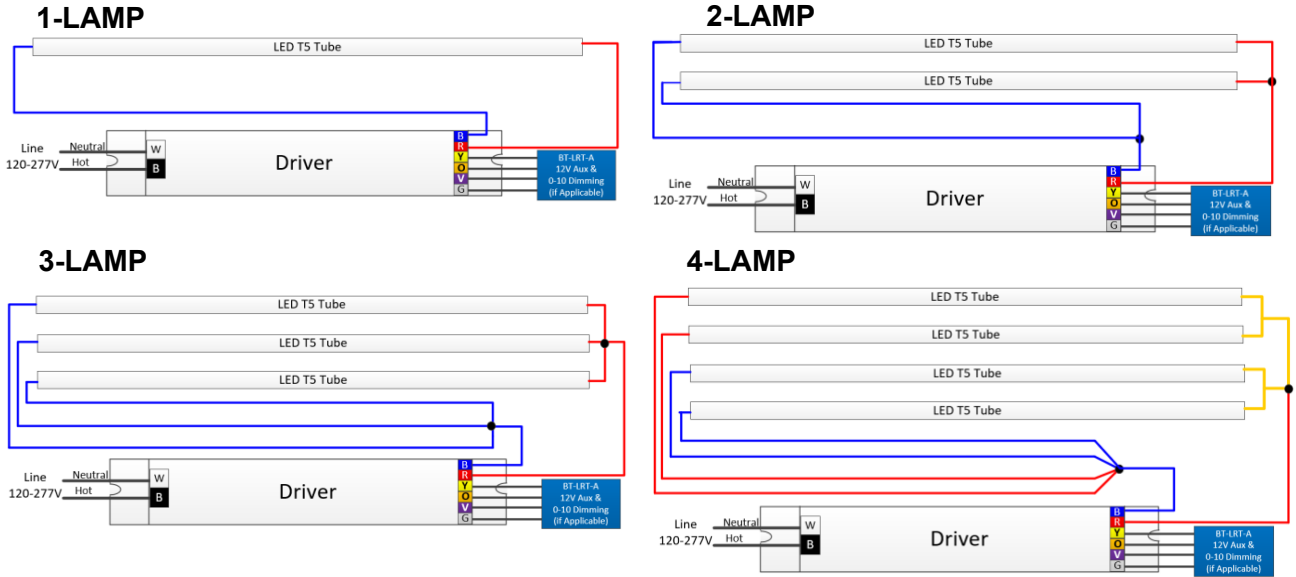 1-LAMP
LED T5 Tube
Line
120-277V
Neutral
Hot
W
B
Driver
B
R
Y
O
V
G
BT-LRT-A
12V Aux &
0-10 Dimming
(if Applicable)
2-LAMP
LED T5 Tube
LED T5 Tube
Line
120-277V
Neutral
Hot
W
B
Driver
B
R
Y
O
V
G
BT-LRT-A
12V Aux &
0-10 Dimming
(if Applicable)
3-LAMP
LED T5 Tube
LED T5 Tube
LED T5 Tube
Line
120-277V
Neutral
Hot
W
B
Driver
B
R
Y
O
V
G
BT-LRT-A
12V Aux &
0-10 Dimming
(if Applicable)
4-LAMP
LED T5 Tube
LED T5 Tube
LED T5 Tube
LED T5 Tube
Line
120-277V
Neutral
Hot
W
B
Driver
B
R
Y
O
V
G
BT-LRT-A
12V Aux &
0-10 Dimming
(if Applicable)